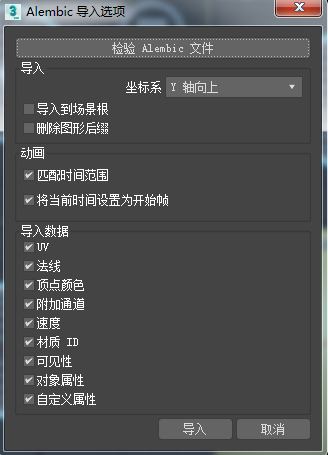 Alembic 导入选项
检验 Alembic 文件
导入
坐标系 Y 轴向上
导入到场景根
删除图形后缀
动画
匹配时间范围
将当前时间设置为开始帧
导入数据
UV
法线
顶点颜色
附加通道
速度
材质 ID
可见性
对象属性
自定义属性
导入 取消